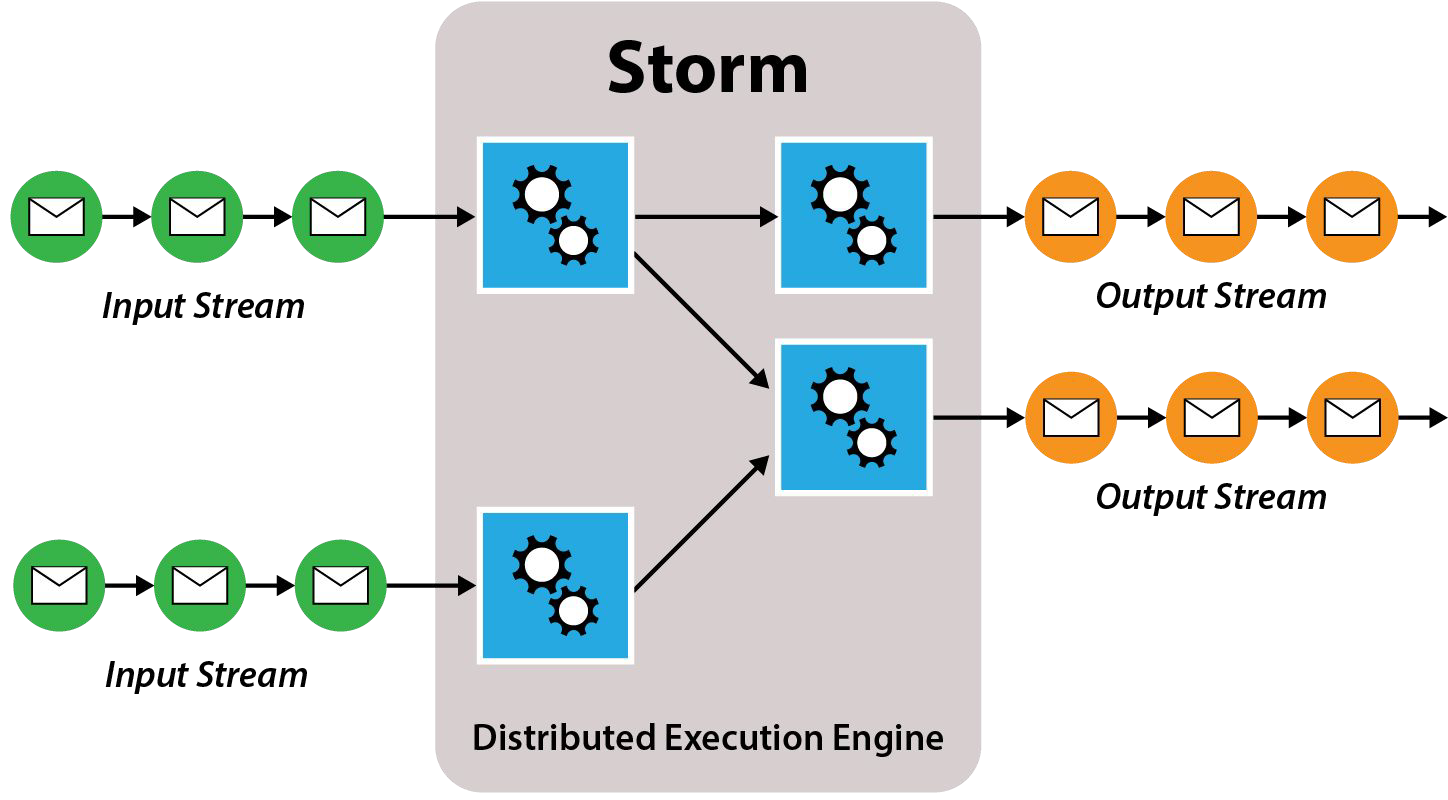 Storm
Input Stream
Output Stream
Output Stream
Input Stream
Distributed Execution Engine